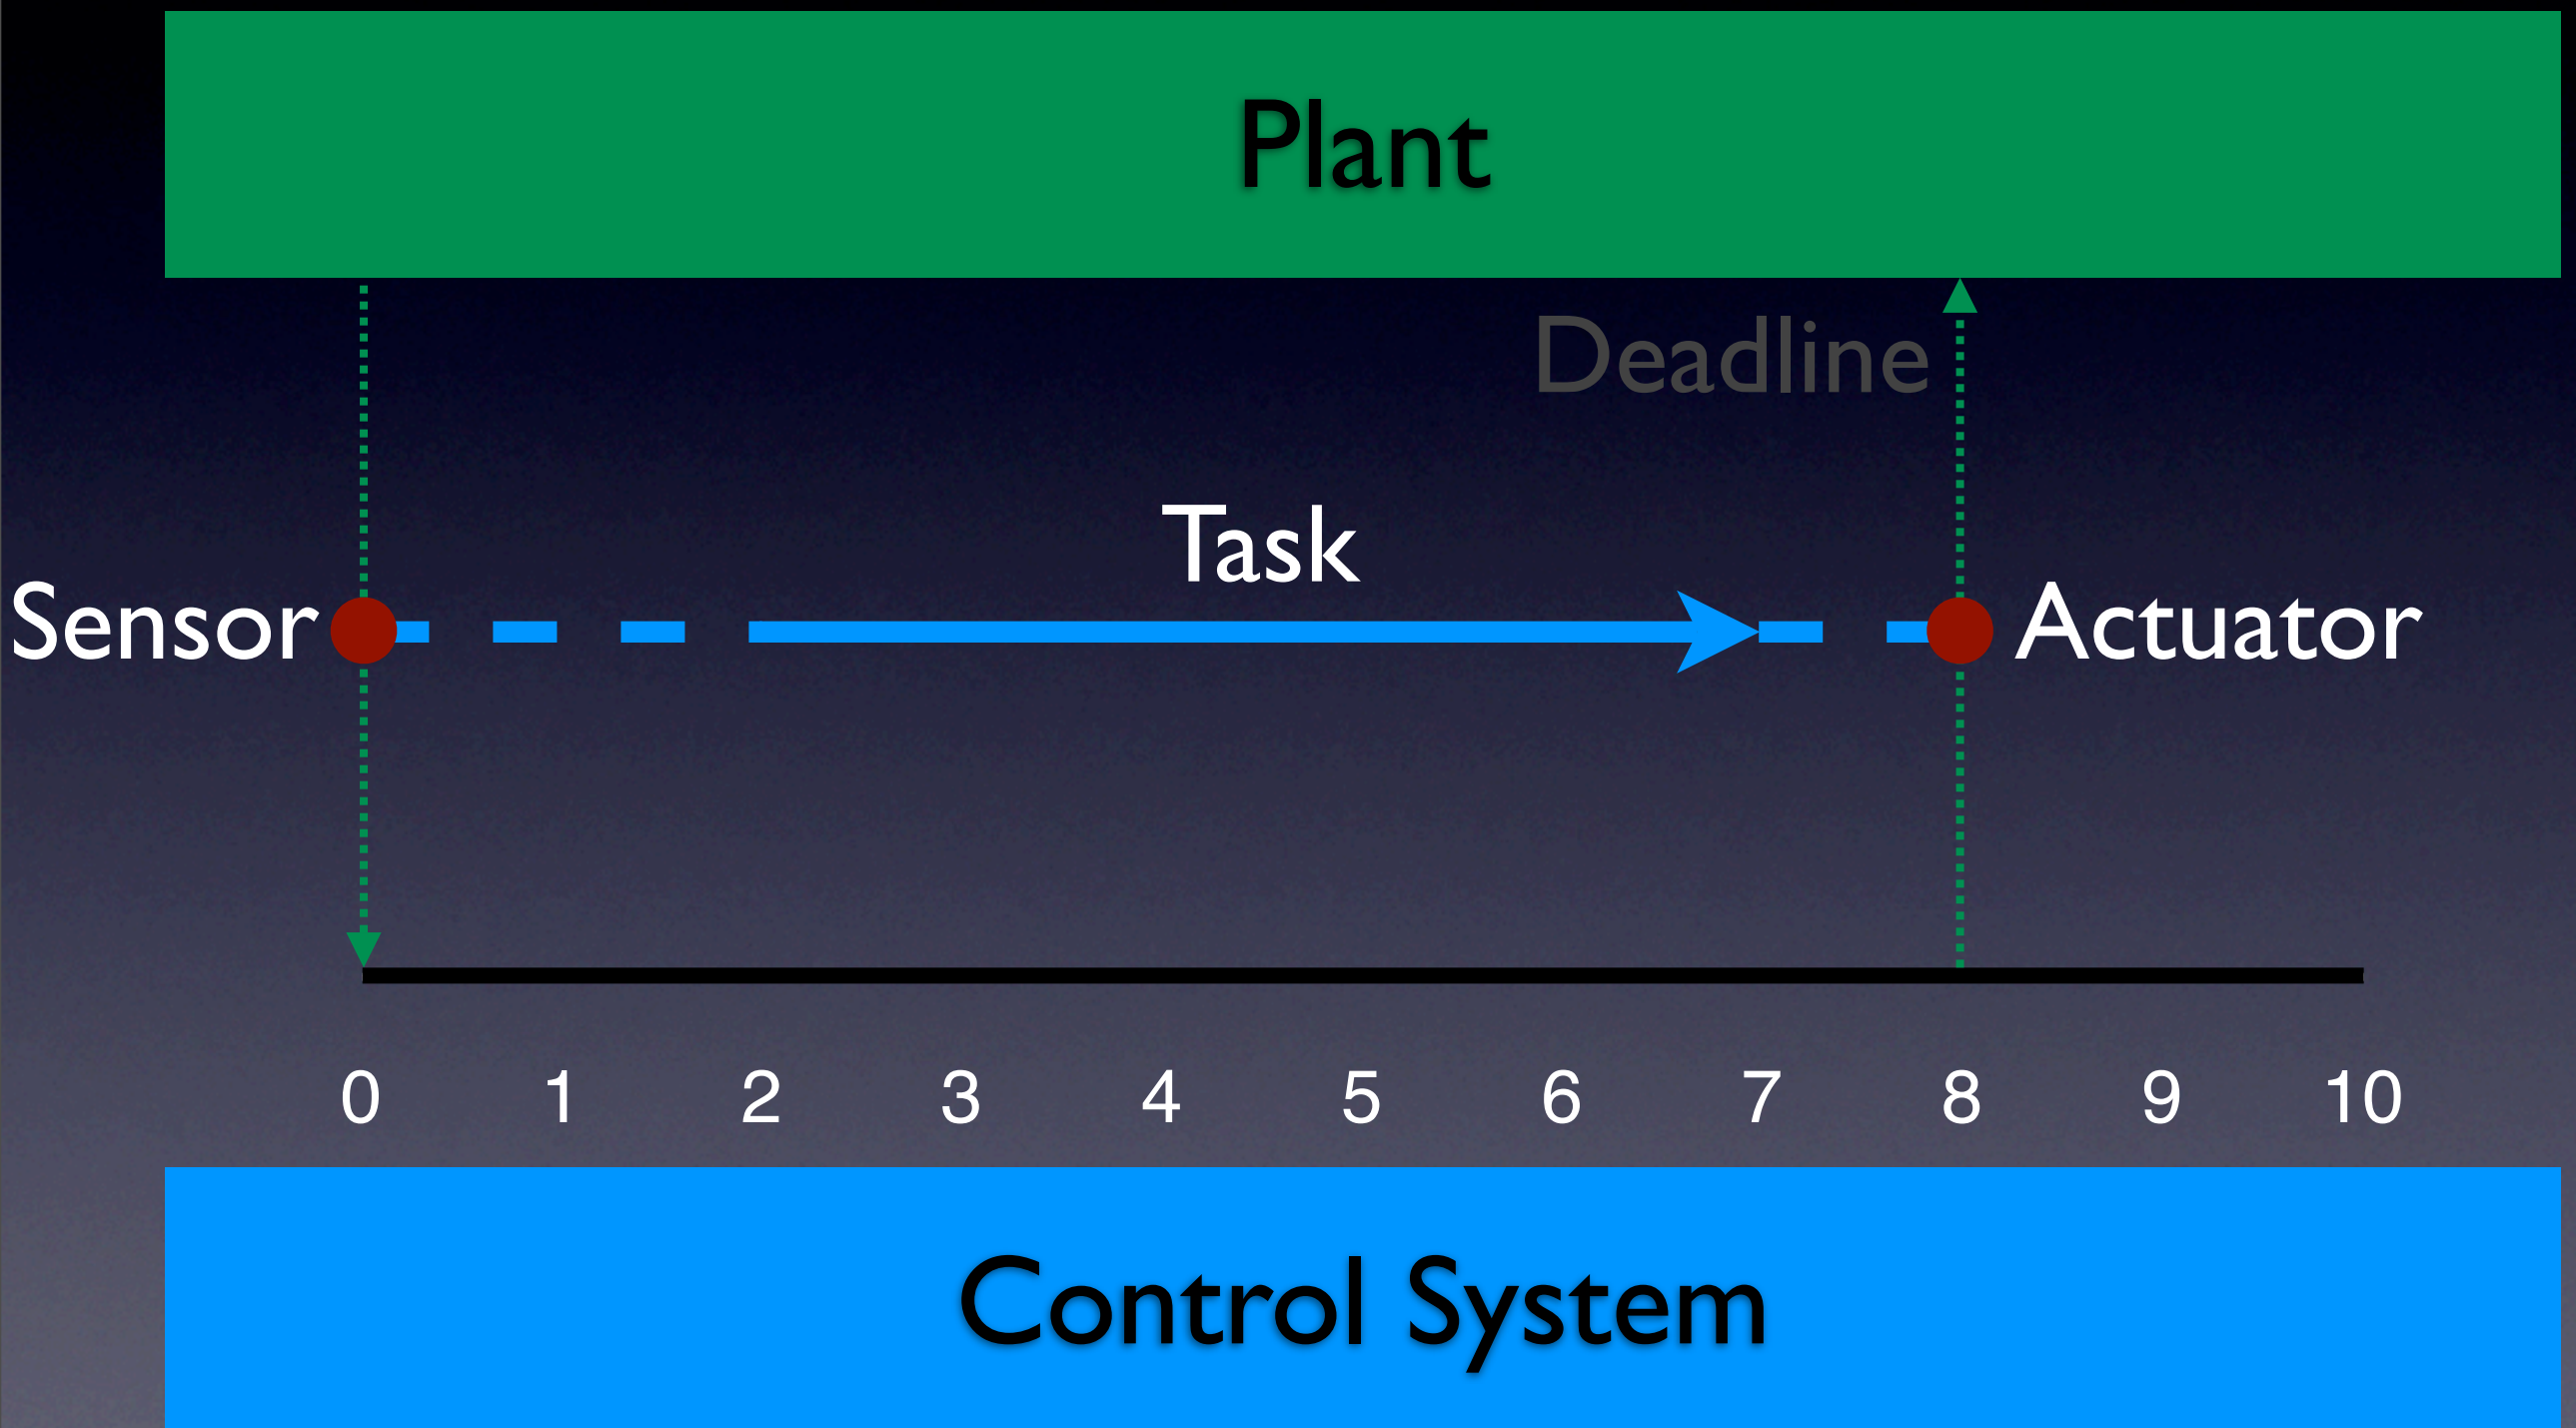 Plant
Deadline
Task
Sensor
Actuator
0 1 2 3 4 5 6 7 8 9 10
Control System